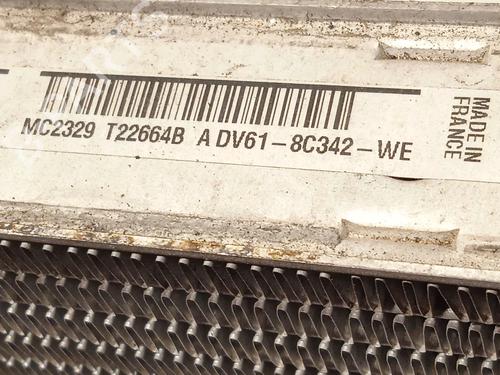 MC2329 T22664B A DV61-8C342-WE
MADE IN
FRANCE